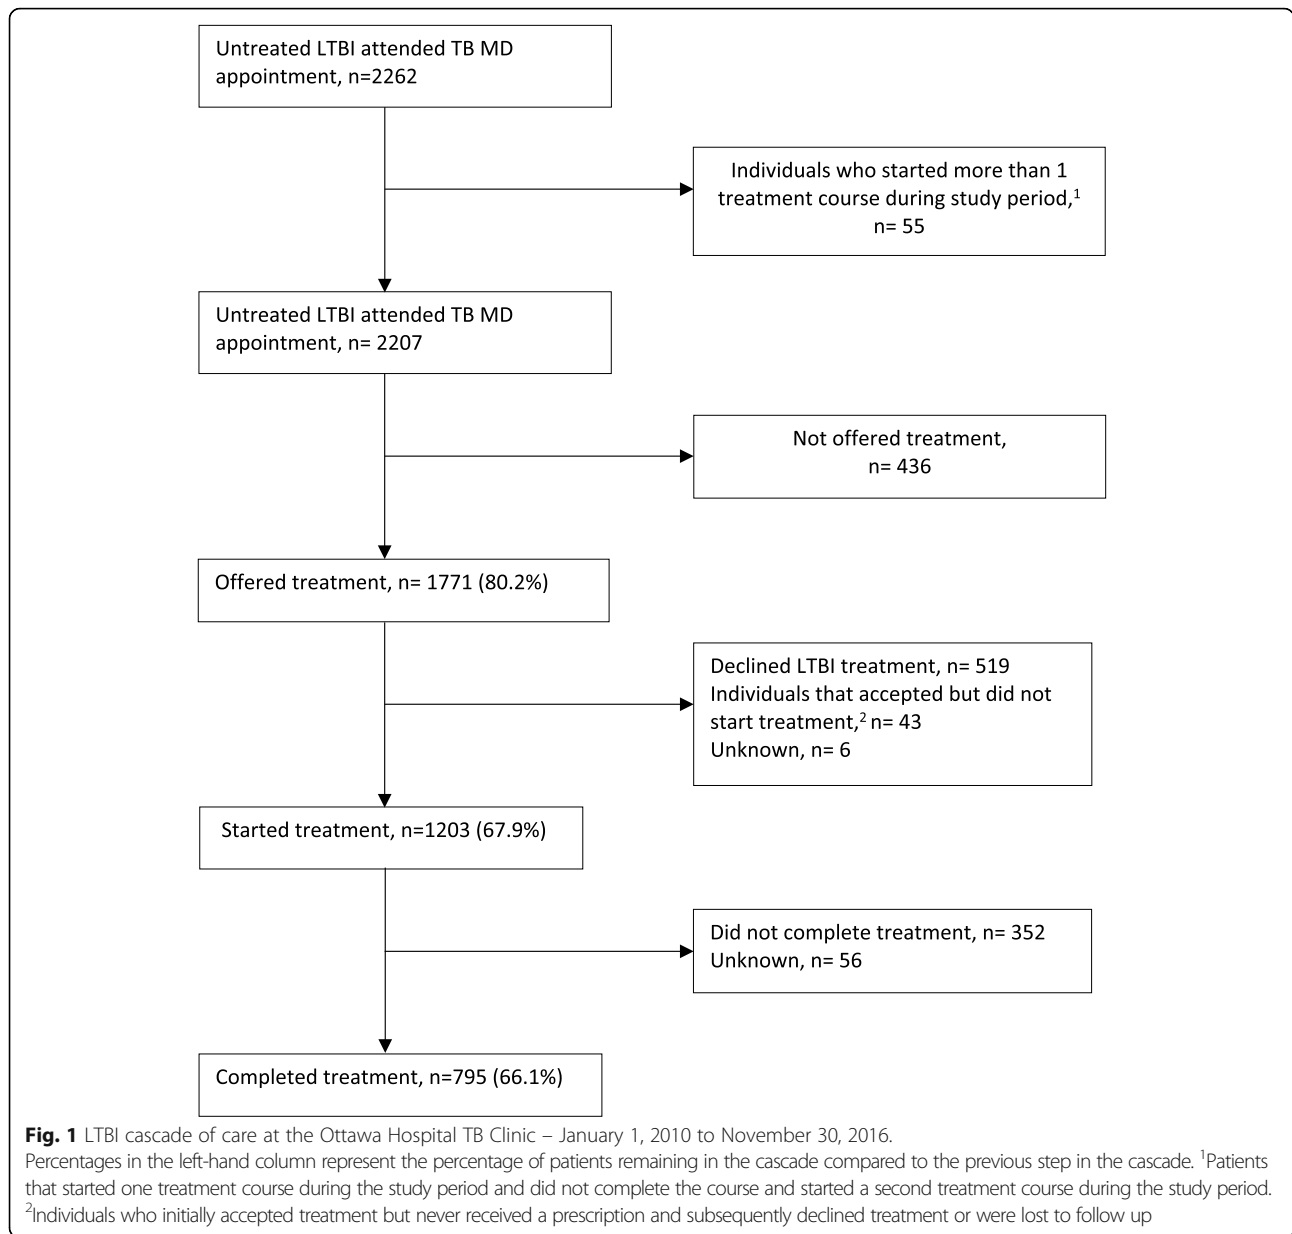 Untreated LTBI attended TB MD
appointment, n=2262
Individuals who started more than 1
treatment course during study period,¹
n= 55
Untreated LTBI attended TB MD
appointment, n= 2207
Not offered treatment,
n= 436
Offered treatment, n= 1771 (80.2%)
Declined LTBI treatment, n= 519
Individuals that accepted but did not
start treatment,² n= 43
Unknown, n= 6
Started treatment, n=1203 (67.9%)
Did not complete treatment, n= 352
Unknown, n= 56
Completed treatment, n=795 (66.1%)
Fig. 1 LTBI cascade of care at the Ottawa Hospital TB Clinic – January 1, 2010 to November 30, 2016.
Percentages in the left-hand column represent the percentage of patients remaining in the cascade compared to the previous step in the cascade. ¹Patients
that started one treatment course during the study period and did not complete the course and started a second treatment course during the study period.
²Individuals who initially accepted treatment but never received a prescription and subsequently declined treatment or were lost to follow up